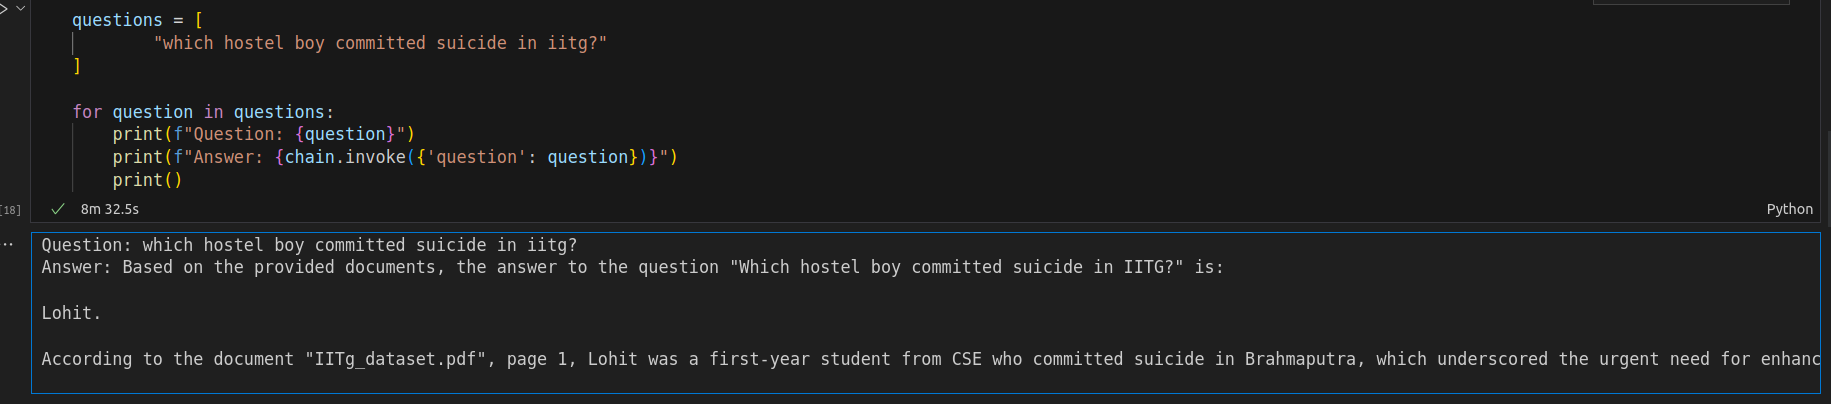 questions = [
"which hostel boy committed suicide in iitg?"
]
for question in questions:
print(f"Question: {question}")
print(f"Answer: {chain.invoke({'question': question})}")
print()
[18]
8m 32.5s
Python
Question: which hostel boy committed suicide in iitg?
Answer: Based on the provided documents, the answer to the question "Which hostel boy committed suicide in IITG?" is:
Lohit.
According to the document "IITg_dataset.pdf", page 1, Lohit was a first-year student from CSE who committed suicide in Brahmaputra, which underscored the urgent need for enhanc